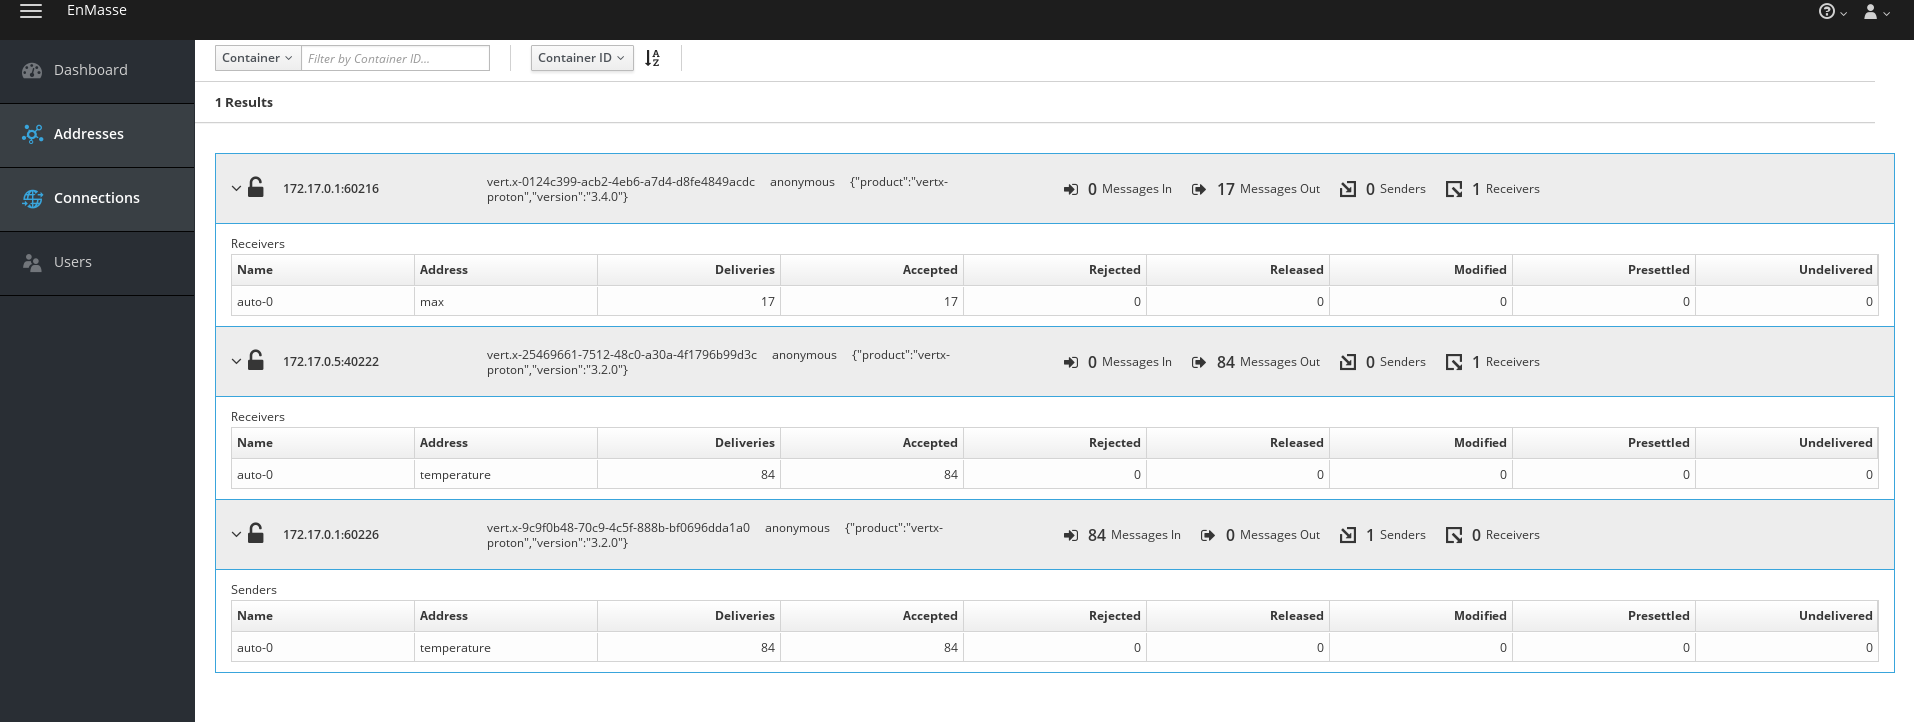 EnMasse
Dashboard
Addresses
Connections
Users
Container Filter by Container ID... Container ID
1 Results
172.17.0.1:60216 vert.x-0124c399-acb2-4eb6-a7d4-d8fe4849acdc anonymous {"product":"vertx-
proton","version":"3.4.0"} 0 Messages In 17 Messages Out 0 Senders 1 Receivers
Receivers
Name Address Deliveries Accepted Rejected Released Modified Presettled Undelivered
auto-0 max 17 17 0 0 0 0 0
172.17.0.5:40222 vert.x-25469661-7512-48c0-a30a-4f1796b99d3c anonymous {"product":"vertx-
proton","version":"3.2.0"} 0 Messages In 84 Messages Out 0 Senders 1 Receivers
Receivers
Name Address Deliveries Accepted Rejected Released Modified Presettled Undelivered
auto-0 temperature 84 84 0 0 0 0 0
172.17.0.1:60226 vert.x-9c9f0b48-70c9-4c5f-888b-bf0696dda1a0 anonymous {"product":"vertx-
proton","version":"3.2.0"} 84 Messages In 0 Messages Out 1 Senders 0 Receivers
Senders
Name Address Deliveries Accepted Rejected Released Modified Presettled Undelivered
auto-0 temperature 84 84 0 0 0 0 0